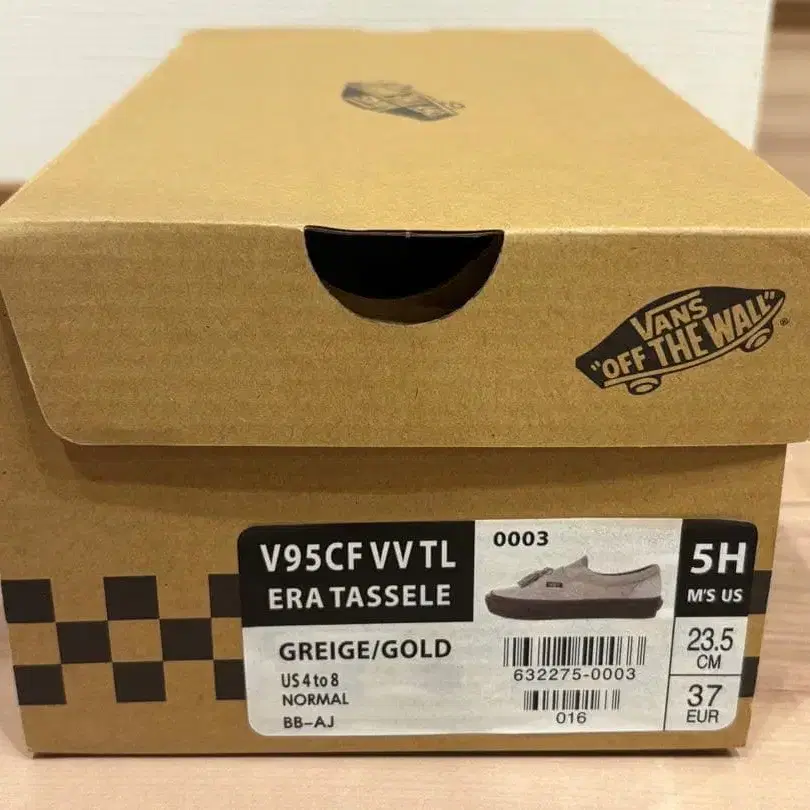 VANS
"OFF THE WALL"
®
V95CF VV TL
ERA TASSELE
0003
5H
M'S US
GREIGE/GOLD
US 4 to 8
NORMAL
BB-AJ
632275-0003
016
23.5
CM
37
EUR